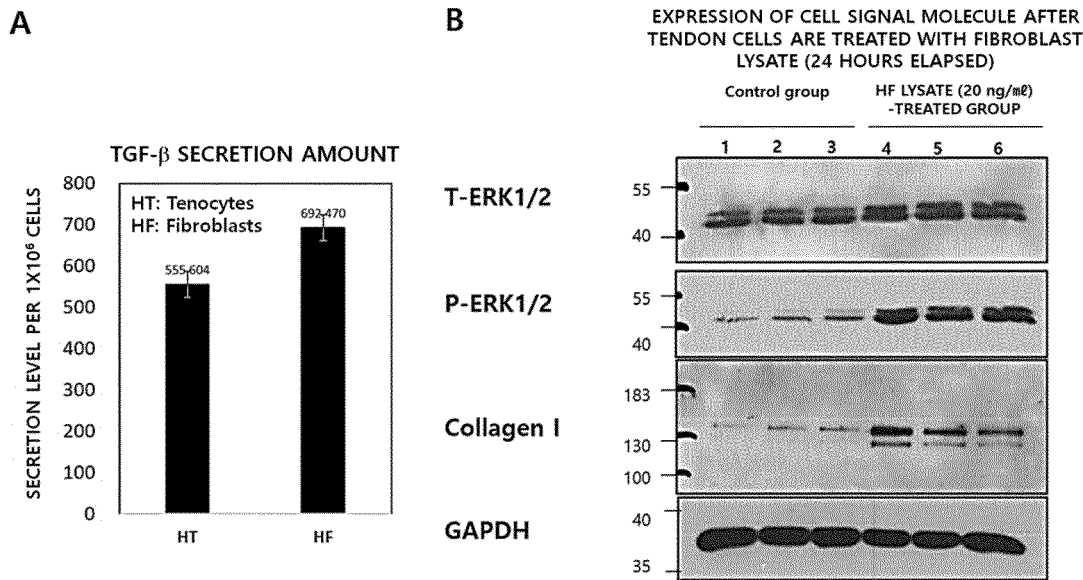 A
TGF-β SECRETION AMOUNT
SECRETION LEVEL PER 1X10⁶ CELLS
800
700
600
500
400
300
200
100
0
HT: Tenocytes
HF: Fibroblasts
555,604
692,470
HT
HF
B
EXPRESSION OF CELL SIGNAL MOLECULE AFTER
TENDON CELLS ARE TREATED WITH FIBROBLAST
LYSATE (24 HOURS ELAPSED)
Control group
HF LYSATE (20 ng/㎖)
-TREATED GROUP
1 2 3 4 5 6
T-ERK1/2
55
40
P-ERK1/2
55
40
Collagen I
183
130
100
GAPDH
40
35